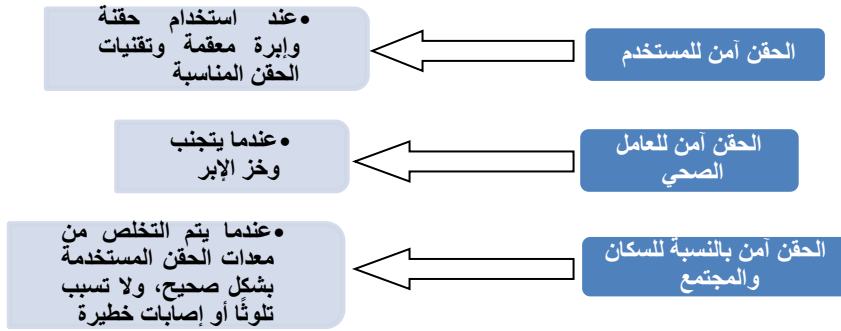 الحقن آمن للمستخدم
•عند استخدام حقنة
وإبرة معقمة وتقنيات
الحقن المناسبة
الحقن آمن للعامل
الصحي
•عندما يتجنب
وخز الإبر
الحقن آمن بالنسبة للسكان
والمجتمع
•عندما يتم التخلص من
معدات الحقن المستخدمة
بشكل صحيح، ولا تسبب
تلوثًا أو إصابات خطيرة